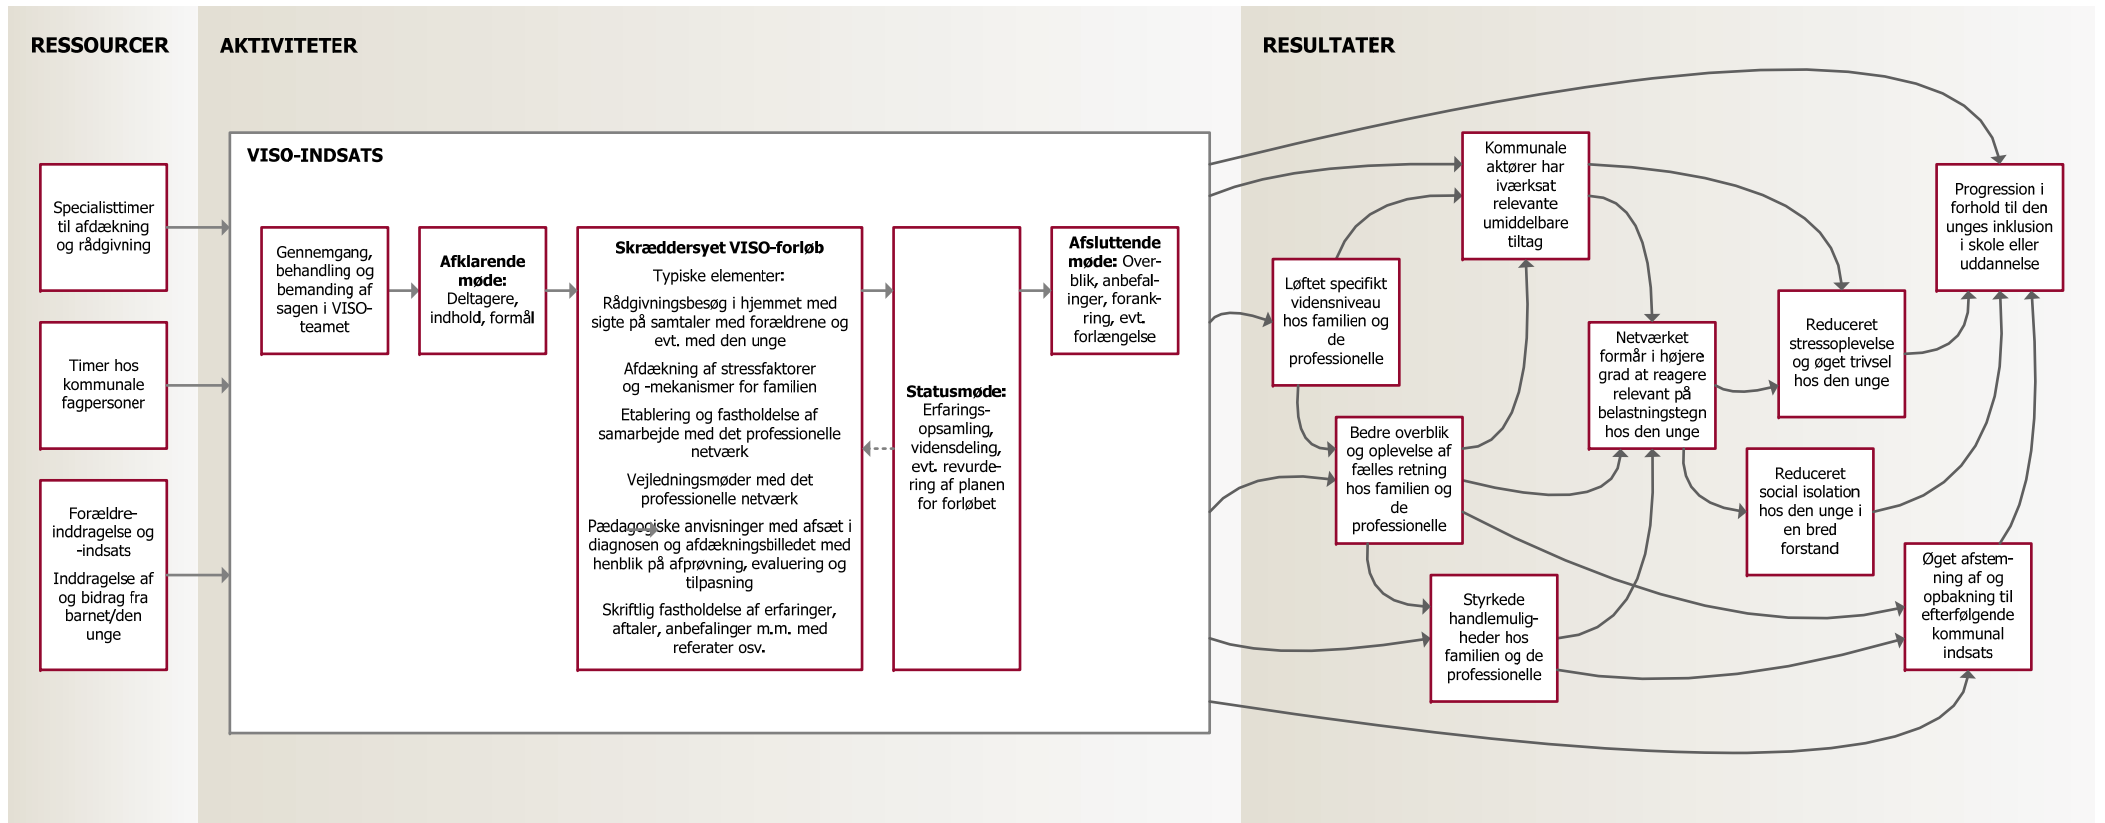 RESSOURCER
AKTIVITETER
RESULTATER
Specialisttimer
til afdækning
og rådgivning
Timer hos
kommunale
fagpersoner
Forældre-
inddragelse og
-indsats
Inddragelse af
og bidrag fra
barnet/den
unge
VISO-INDSATS
Gennemgang,
behandling og
bemanding af
sagen i VISO-
teamet
Afklarende
møde:
Deltagere,
indhold, formål
Skræddersyet VISO-forløb
Typiske elementer:
Rådgivningsbesøg i hjemmet med
sigte på samtaler med forældrene og
evt. med den unge
Afdækning af stressfaktorer
og -mekanismer for familien
Etablering og fastholdelse af
samarbejde med det professionelle
netværk
Vejledningsmøder med det
professionelle netværk
Pædagogiske anvisninger med afsæt i
diagnosen og afdækningsbilledet med
henblik på afprøvning, evaluering og
tilpasning
Skriftlig fastholdelse af erfaringer,
aftaler, anbefalinger m.m. med
referater osv.
Statusmøde:
Erfarings-
opsamling,
vidensdeling,
evt. revurde-
ring af planen
for forløbet
Afsluttende
møde: Over-
blik, anbefal-
inger, forank-
ring, evt.
forlængelse
Løftet specifikt
vidensniveau
hos familien og
de
professionelle
Bedre overblik
og oplevelse af
fælles retning
hos familien og
de
professionelle
Kommunale
aktører har
iværksat
relevante
umiddelbare
tiltag
Styrkede
handlemulig-
heder hos
familien og de
professionelle
Netværket
formår i højere
grad at reagere
relevant på
belastningstegn
hos den unge
Reduceret
stressoplevelse
og øget trivsel
hos den unge
Reduceret
social isolation
hos den unge i
en bred
forstand
Progression i
forhold til den
unges inklusion
i skole eller
uddannelse
Øget afstem-
ning af og
opbakning til
efterfølgende
kommunal
indsats